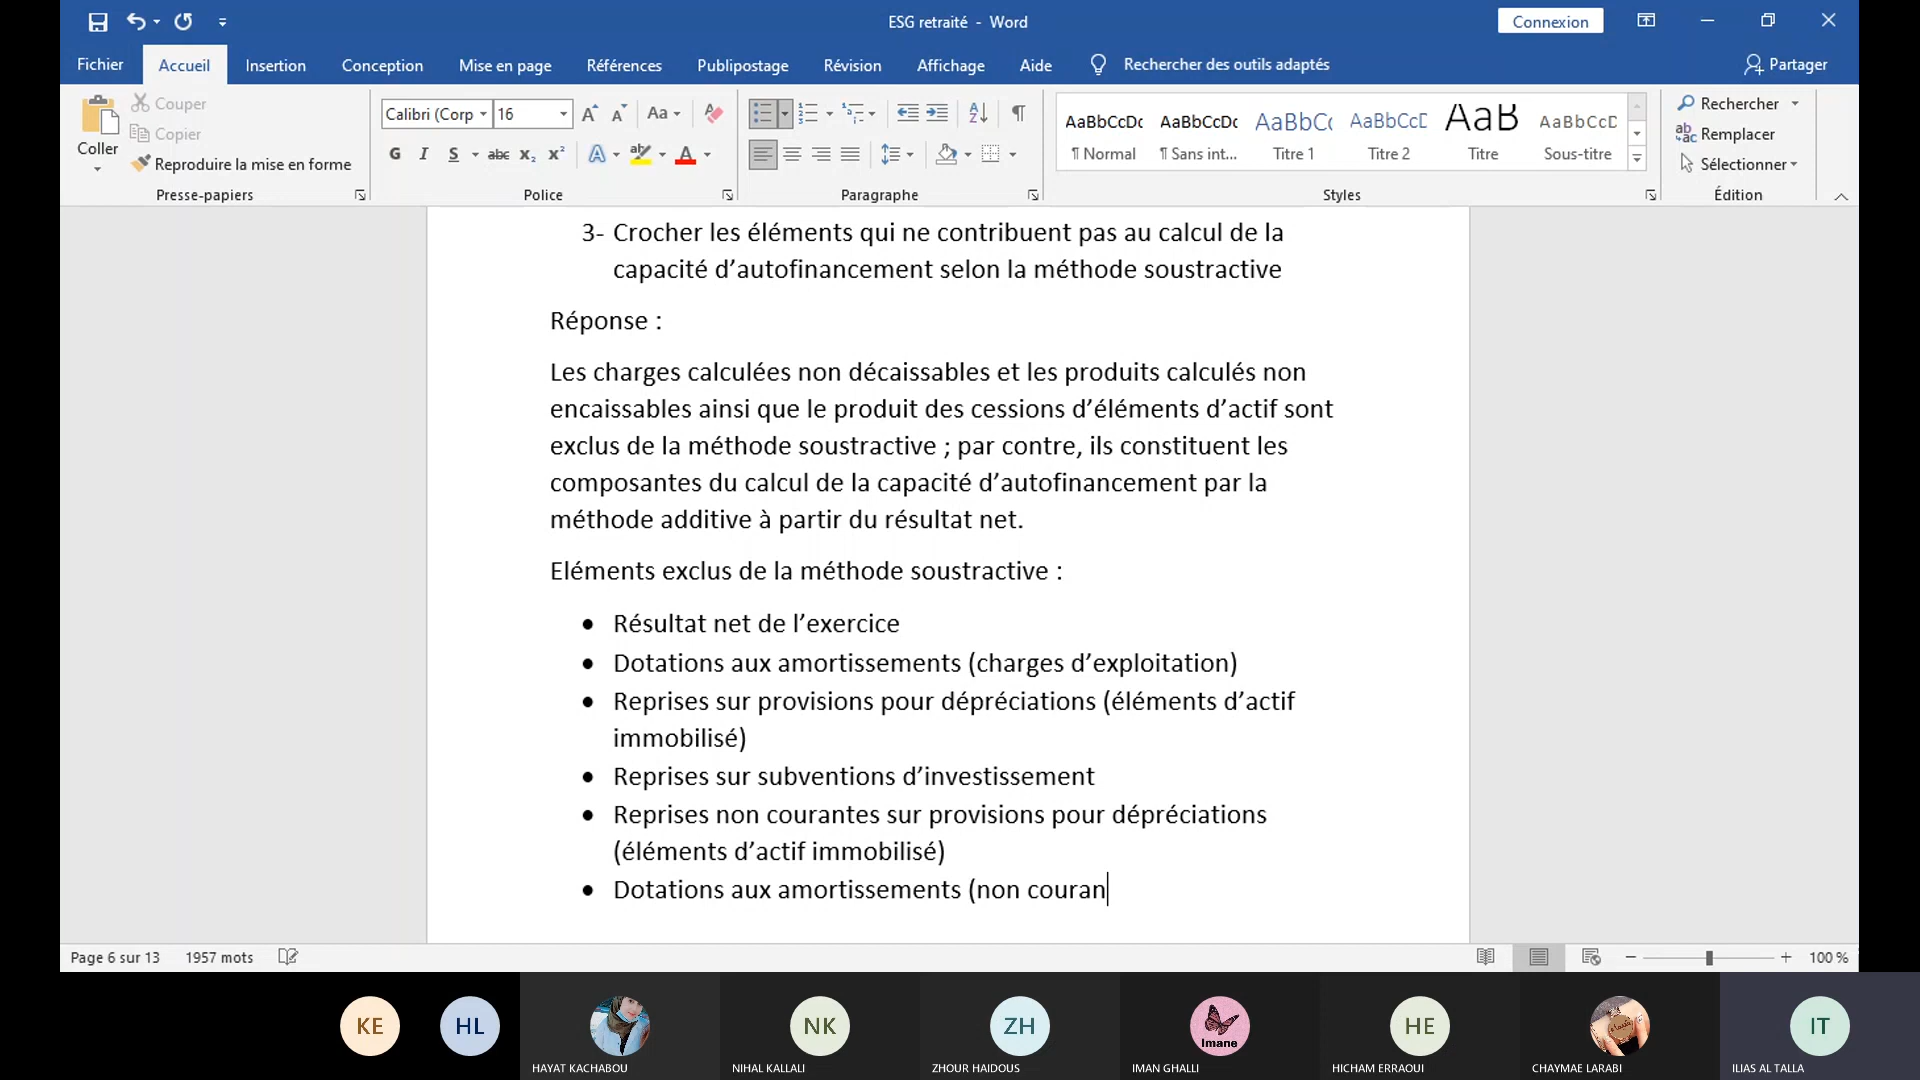 ESG retraité - Word
Connexion
Fichier Accueil Insertion Conception Mise en page Références Publipostage Révision Affichage Aide Rechercher des outils adaptés Partager
Coller
Couper
Copier
Reproduire la mise en forme
Presse-papiers
Calibri (Corp 16
Aa
G I S abc x₂ x²
Police
Paragraphe
AaBbCcDc AaBbCcDc AaBbCc AaBbCcD AaB AaBbCcD
¶ Normal ¶ Sans int... Titre 1 Titre 2 Titre Sous-titre
Styles
Rechercher
Remplacer
Sélectionner
Édition
3- Crocher les éléments qui ne contribuent pas au calcul de la
capacité d’autofinancement selon la méthode soustractive
Réponse :
Les charges calculées non décaissables et les produits calculés non
encaissables ainsi que le produit des cessions d’éléments d’actif sont
exclus de la méthode soustractive ; par contre, ils constituent les
composantes du calcul de la capacité d’autofinancement par la
méthode additive à partir du résultat net.
Eléments exclus de la méthode soustractive :
• Résultat net de l’exercice
• Dotations aux amortissements (charges d’exploitation)
• Reprises sur provisions pour dépréciations (éléments d’actif
immobilisé)
• Reprises sur subventions d’investissement
• Reprises non courantes sur provisions pour dépréciations
(éléments d’actif immobilisé)
• Dotations aux amortissements (non couran
Page 6 sur 13 1957 mots 100 %
KE HL NK ZH Imane HE IT
HAYAT KACHABOU NIHAL KALLALI ZHOUR HAIDOUS IMAN GHALLI HICHAM ERRAOUI CHAYMAE LARABI ILIAS AL TALLA